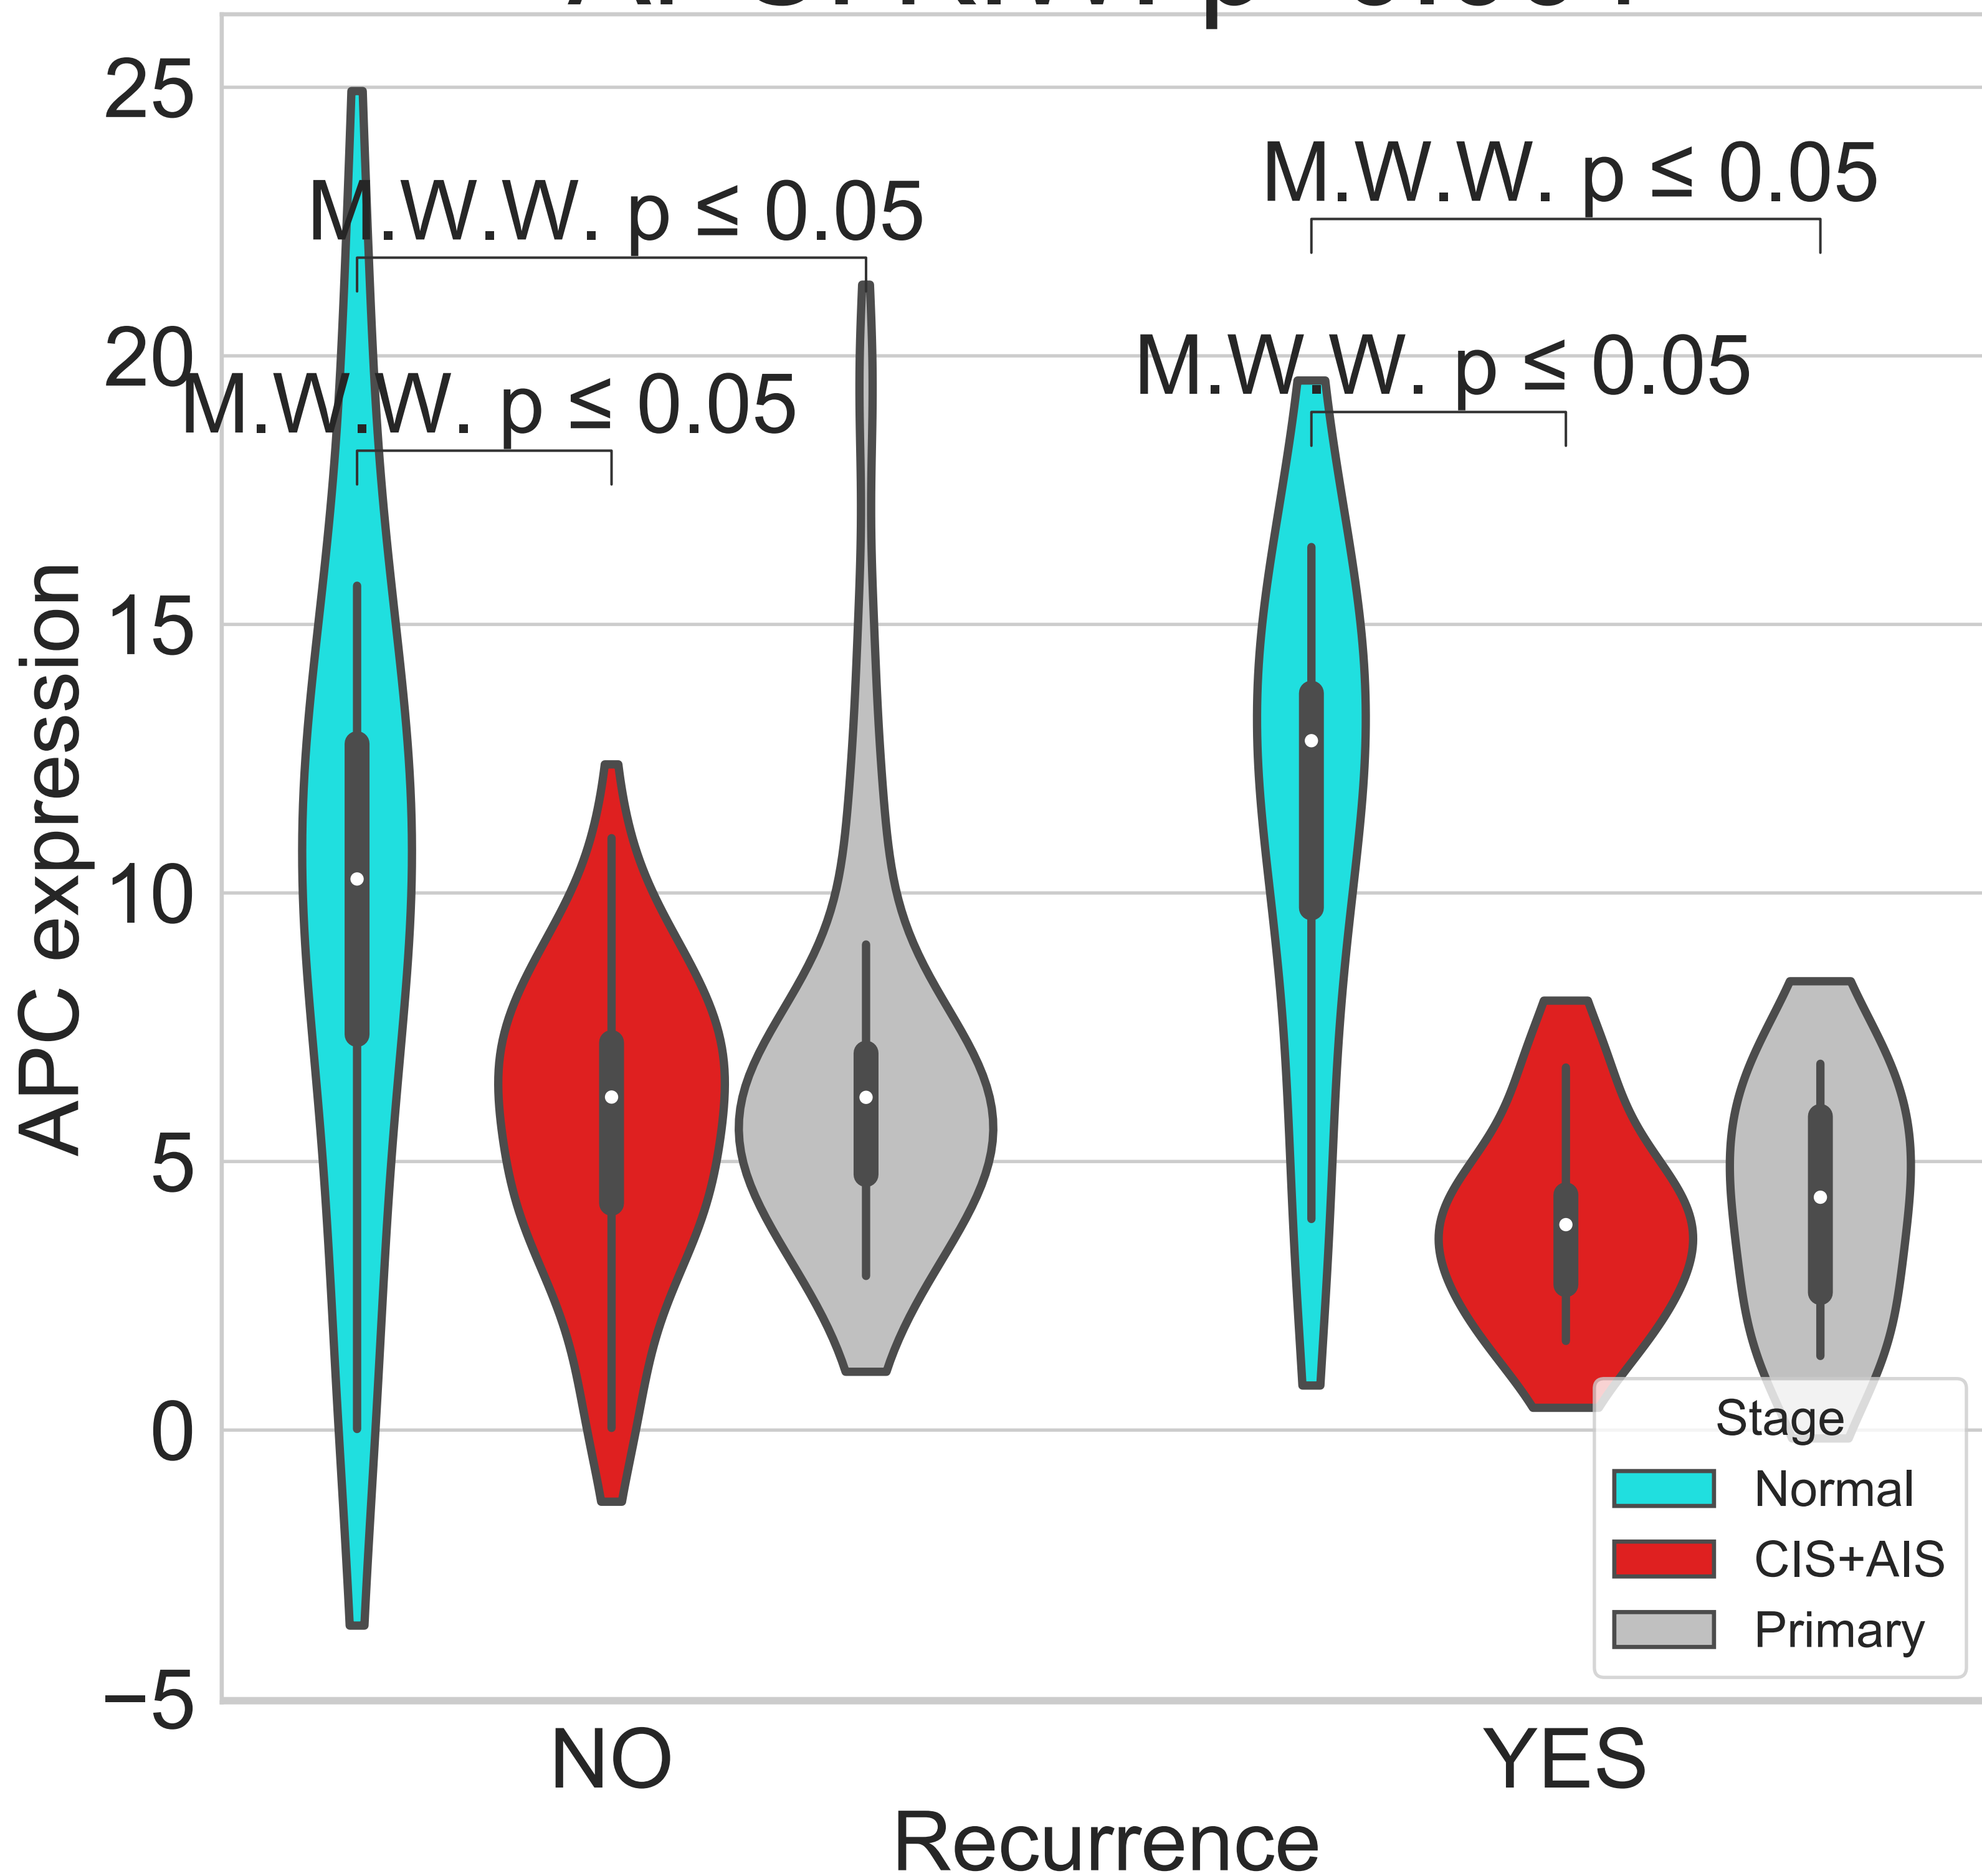 25
20
15
10
5
0
−5
APC expression
M.W.W. p ≤ 0.05
M.W.W. p ≤ 0.05
M.W.W. p ≤ 0.05
M.W.W. p ≤ 0.05
Stage
Normal
CIS+AIS
Primary
NO
YES
Recurrence